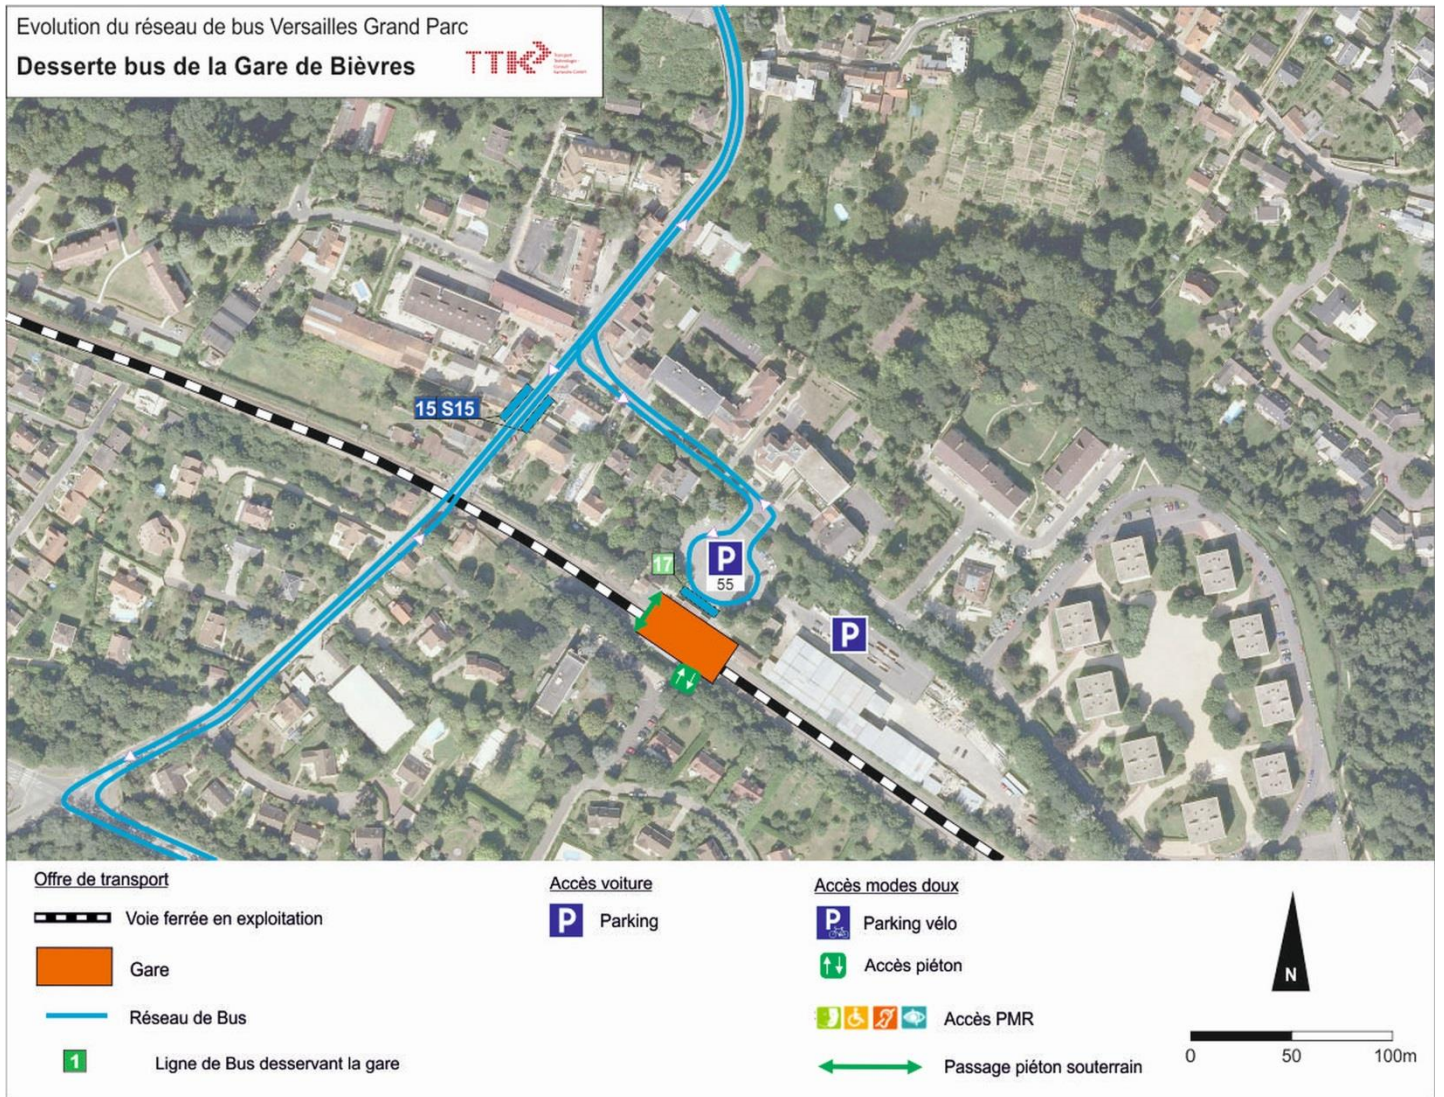 Evolution du réseau de bus Versailles Grand Parc
Desserte bus de la Gare de Bièvres
TTK
15 S15
17
P
55
P
Offre de transport
Voie ferrée en exploitation
Gare
Réseau de Bus
1 Ligne de Bus desservant la gare
Accès voiture
P Parking
Accès modes doux
P Parking vélo
Accès piéton
Accès PMR
Passage piéton souterrain
N
0 50 100m